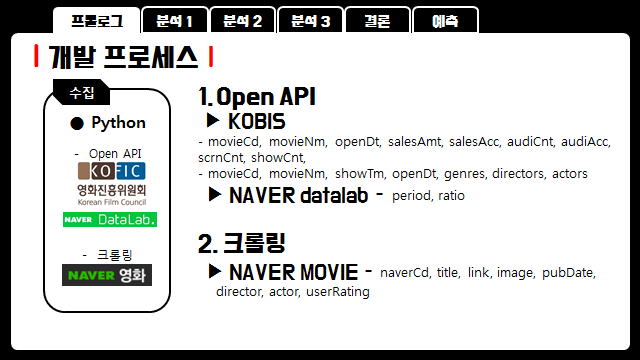 프롤로그 분석 1 분석 2 분석 3 결론 예측
| 개발 프로세스 |
수집
● Python
- Open API
KOFIC
영화진흥위원회
Korean Film Council
NAVER DataLab.
- 크롤링
NAVER 영화
1. Open API
▶ KOBIS
- movieCd, movieNm, openDt, salesAmt, salesAcc, audiCnt, audiAcc,
scrnCnt, showCnt,
- movieCd, movieNm, showTm, openDt, genres, directors, actors
▶ NAVER datalab - period, ratio
2. 크롤링
▶ NAVER MOVIE - naverCd, title, link, image, pubDate,
director, actor, userRating